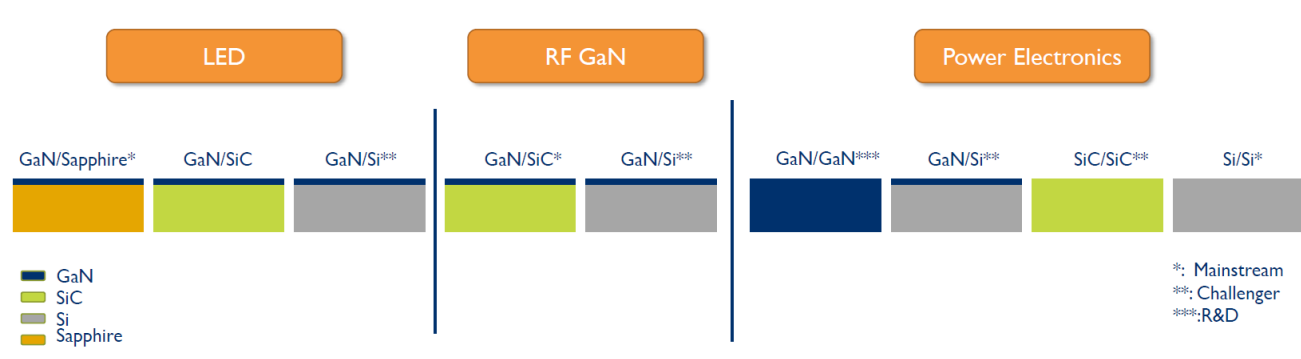 LED
RF GaN
Power Electronics
GaN/Sapphire*
GaN/SiC
GaN/Si**
GaN/SiC*
GaN/Si**
GaN/GaN***
GaN/Si**
SiC/SiC**
Si/Si*
GaN
SiC
Si
Sapphire
*: Mainstream
**: Challenger
***:R&D